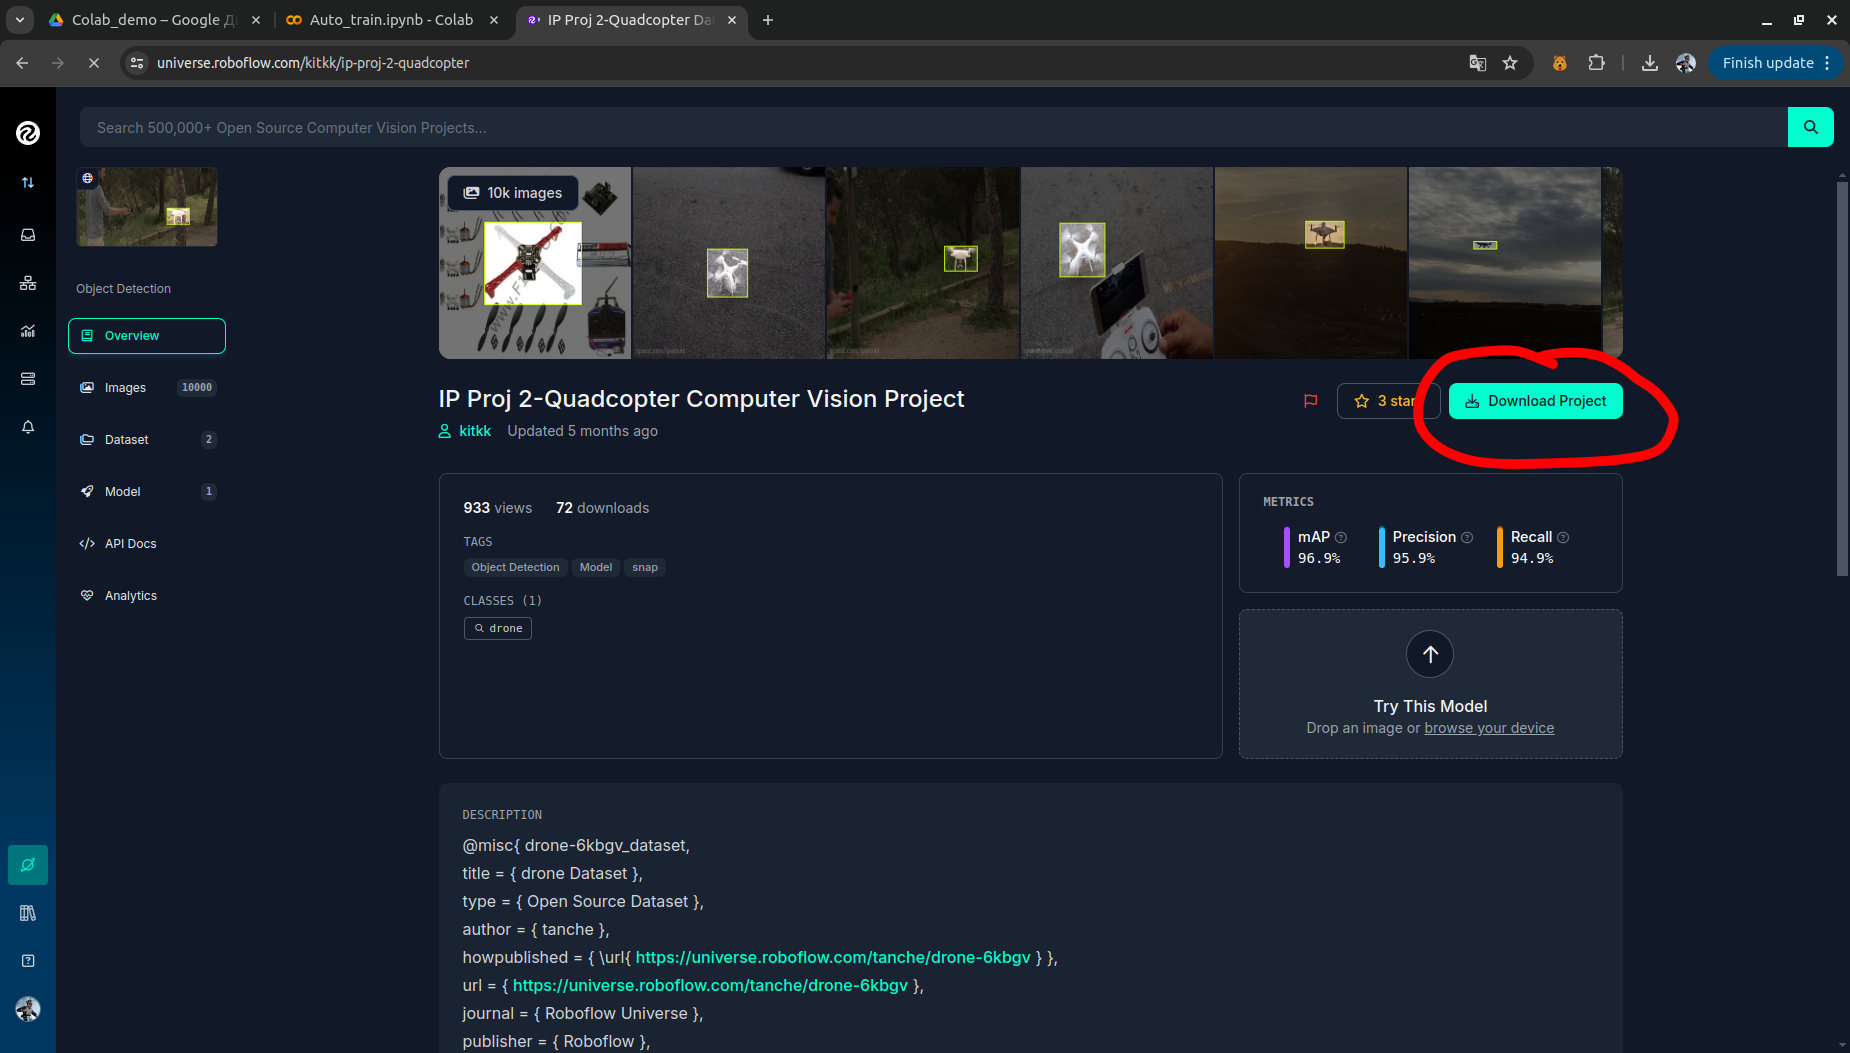 Colab_demo – Google Д
Auto_train.ipynb - Colab
IP Proj 2-Quadcopter Da
universe.roboflow.com/kitkk/ip-proj-2-quadcopter
Finish update
Search 500,000+ Open Source Computer Vision Projects...
10k images
Object Detection
Overview
Images 10000
Dataset 2
Model 1
API Docs
Analytics
IP Proj 2-Quadcopter Computer Vision Project
3 star
Download Project
kitkk Updated 5 months ago
933 views 72 downloads
TAGS
Object Detection Model snap
CLASSES (1)
drone
METRICS
mAP
96.9%
Precision
95.9%
Recall
94.9%
Try This Model
Drop an image or browse your device
DESCRIPTION
@misc{ drone-6kbgv_dataset,
title = { drone Dataset },
type = { Open Source Dataset },
author = { tanche },
howpublished = { \url{ https://universe.roboflow.com/tanche/drone-6kbgv } },
url = { https://universe.roboflow.com/tanche/drone-6kbgv },
journal = { Roboflow Universe },
publisher = { Roboflow },